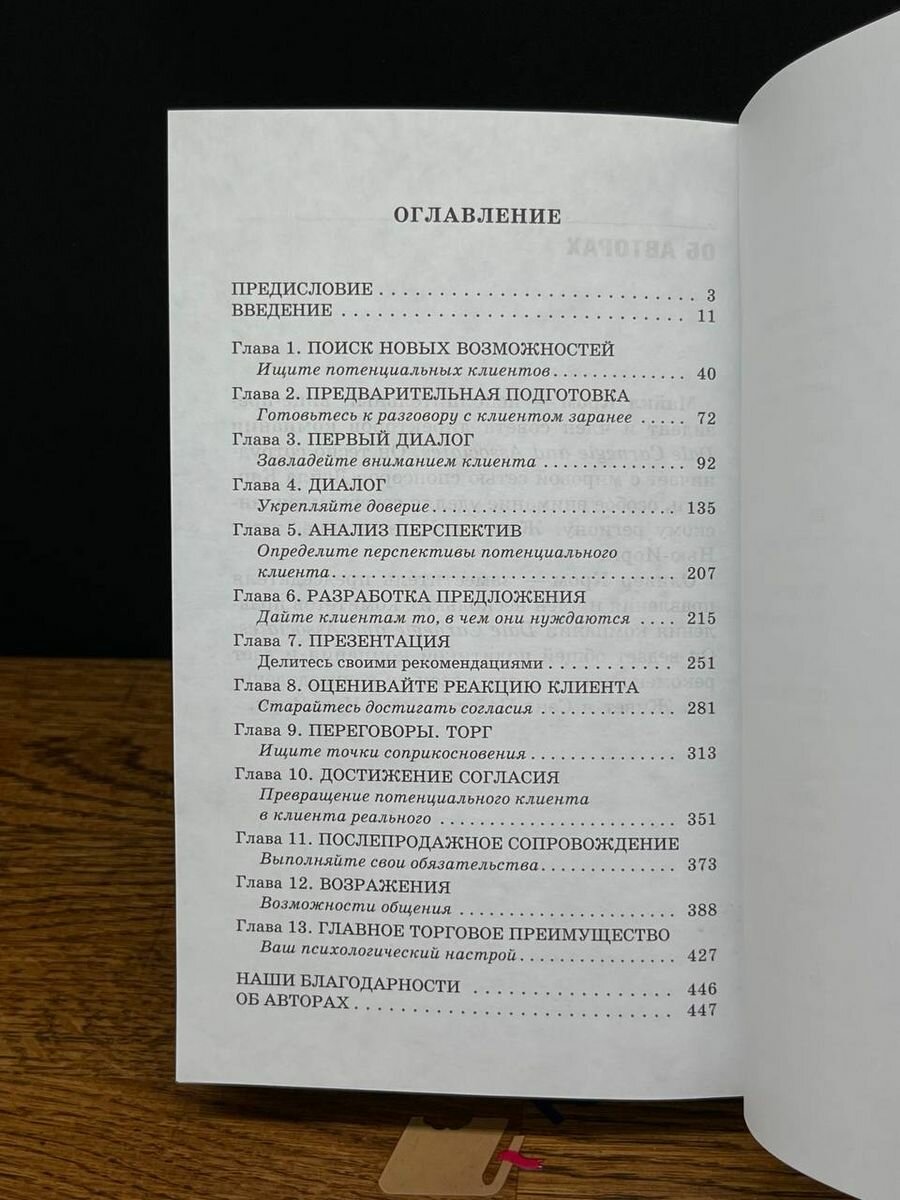 ОГЛАВЛЕНИЕ
ОБ АВТОРАХ
ПРЕДИСЛОВИЕ . . . . . . . . . . . . . . . . . . . . . . . . . . 3
ВВЕДЕНИЕ . . . . . . . . . . . . . . . . . . . . . . . . . . . . 11
Глава 1. ПОИСК НОВЫХ ВОЗМОЖНОСТЕЙ
Ищите потенциальных клиентов . . . . . . . . . . . 40
Глава 2. ПРЕДВАРИТЕЛЬНАЯ ПОДГОТОВКА
Готовьтесь к разговору с клиентом заранее . . . . . 72
Глава 3. ПЕРВЫЙ ДИАЛОГ
Завладейте вниманием клиента . . . . . . . . . . . . 92
Глава 4. ДИАЛОГ
Укрепляйте доверие . . . . . . . . . . . . . . . . . . . . 135
Глава 5. АНАЛИЗ ПЕРСПЕКТИВ
Определите перспективы потенциального
клиента . . . . . . . . . . . . . . . . . . . . . . . . . . . . 207
Глава 6. РАЗРАБОТКА ПРЕДЛОЖЕНИЯ
Дайте клиентам то, в чем они нуждаются . . . . 215
Глава 7. ПРЕЗЕНТАЦИЯ
Делитесь своими рекомендациями . . . . . . . . . . . 251
Глава 8. ОЦЕНИВАЙТЕ РЕАКЦИЮ КЛИЕНТА
Старайтесь достигать согласия . . . . . . . . . . . . 281
Глава 9. ПЕРЕГОВОРЫ. ТОРГ
Ищите точки соприкосновения . . . . . . . . . . . . . 313
Глава 10. ДОСТИЖЕНИЕ СОГЛАСИЯ
Превращение потенциального клиента
в клиента реального . . . . . . . . . . . . . . . . . . . . 351
Глава 11. ПОСЛЕПРОДАЖНОЕ СОПРОВОЖДЕНИЕ
Выполняйте свои обязательства . . . . . . . . . . . . 373
Глава 12. ВОЗРАЖЕНИЯ
Возможности общения . . . . . . . . . . . . . . . . . . . 388
Глава 13. ГЛАВНОЕ ТОРГОВОЕ ПРЕИМУЩЕСТВО
Ваш психологический настрой . . . . . . . . . . . . . . 427
НАШИ БЛАГОДАРНОСТИ . . . . . . . . . . . . . . . . . . 446
ОБ АВТОРАХ . . . . . . . . . . . . . . . . . . . . . . . . . . . 447